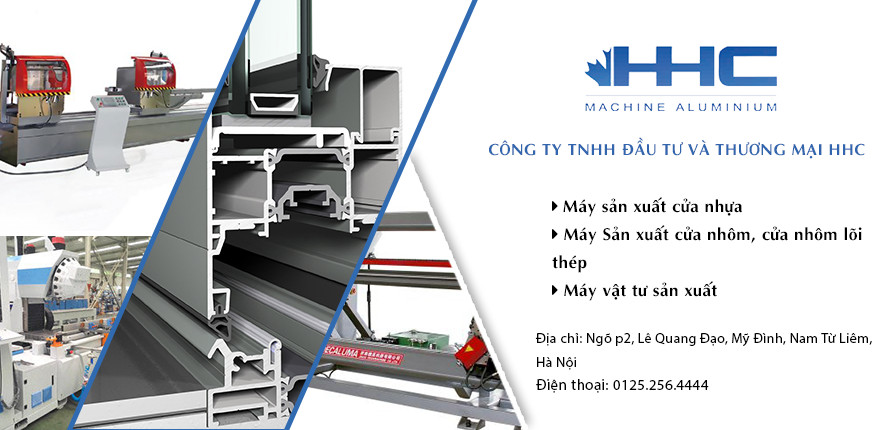 HHC
MACHINE ALUMINIUM
CÔNG TY TNHH ĐẦU TƯ VÀ THƯƠNG MẠI HHC
Máy sản xuất cửa nhựa
Máy Sản xuất cửa nhôm, cửa nhôm lõi
thép
Máy vật tư sản xuất
Địa chỉ: Ngõ p2, Lê Quang Đạo, Mỹ Đình, Nam Từ Liêm,
Hà Nội
Điện thoại: 0125.256.4444
DECALUMA